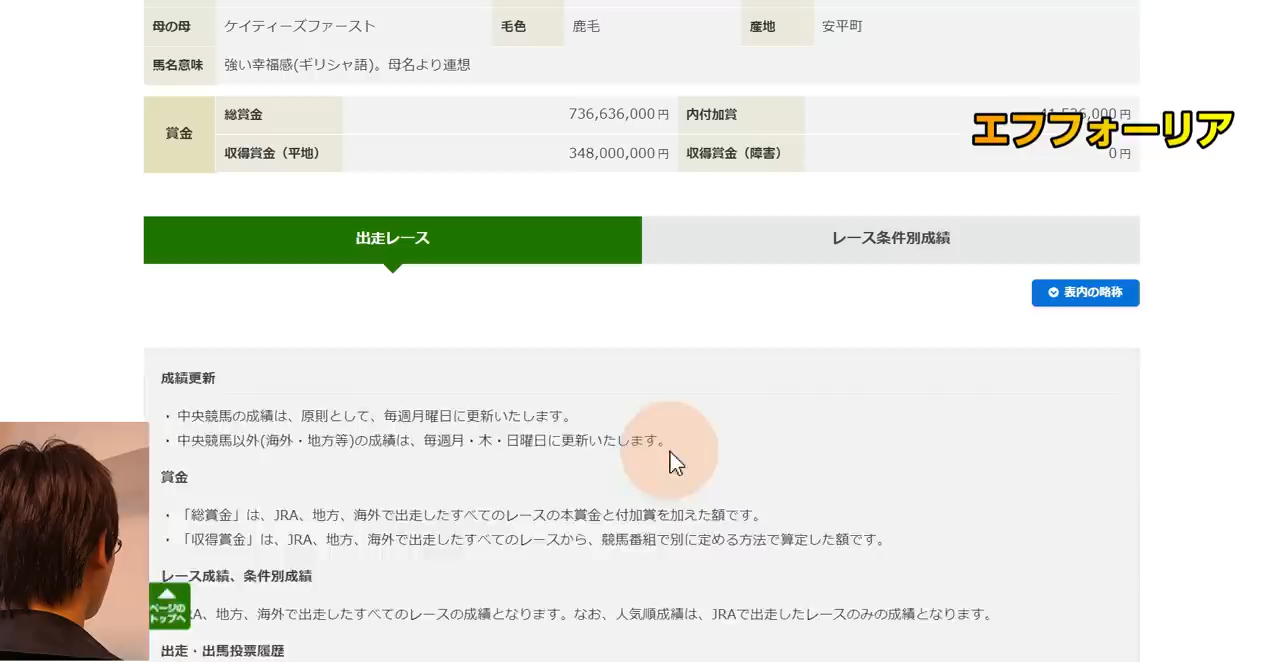 母の母 ケイティーズファースト 毛色 鹿毛 産地 安平町
馬名意味 強い幸福感(ギリシャ語)。母名より連想
賞金 総賞金 736,636,000円 内付加賞 円
収得賞金（平地） 348,000,000円 収得賞金（障害） 0円
エフフォーリア
出走レース レース条件別成績
表内の略称
成績更新
・中央競馬の成績は、原則として、毎週月曜日に更新いたします。
・中央競馬以外(海外・地方等)の成績は、毎週月・木・日曜日に更新いたします。
賞金
・「総賞金」は、JRA、地方、海外で出走したすべてのレースの本賞金と付加賞を加えた額です。
・「収得賞金」は、JRA、地方、海外で出走したすべてのレースから、競馬番組で別に定める方法で算定した額です。
レース成績、条件別成績
RA、地方、海外で出走したすべてのレースの成績となります。なお、人気順成績は、JRAで出走したレースのみの成績となります。
ページの
トップへ
出走・出馬投票履歴